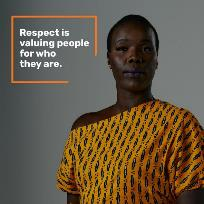 Respect is
valuing people
for who
they are.